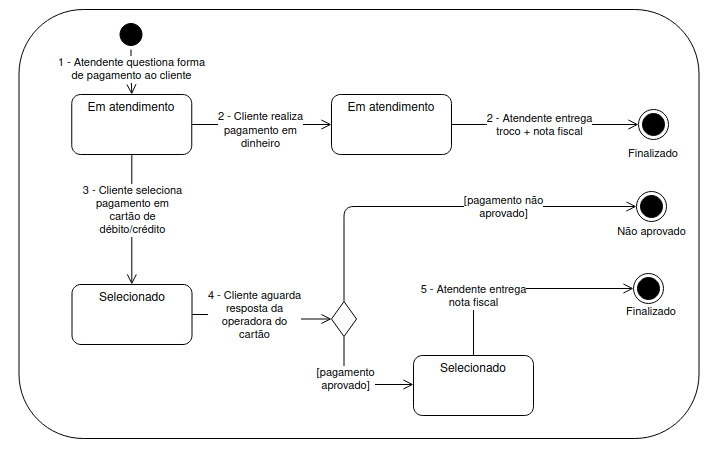 1 - Atendente questiona forma
de pagamento ao cliente
Em atendimento
2 - Cliente realiza
pagamento em
dinheiro
Em atendimento
2 - Atendente entrega
troco + nota fiscal
Finalizado
3 - Cliente seleciona
pagamento em
cartão de
débito/crédito
[pagamento não
aprovado]
Não aprovado
Selecionado
4 - Cliente aguarda
resposta da
operadora do
cartão
5 - Atendente entrega
nota fiscal
Finalizado
[pagamento
aprovado]
Selecionado